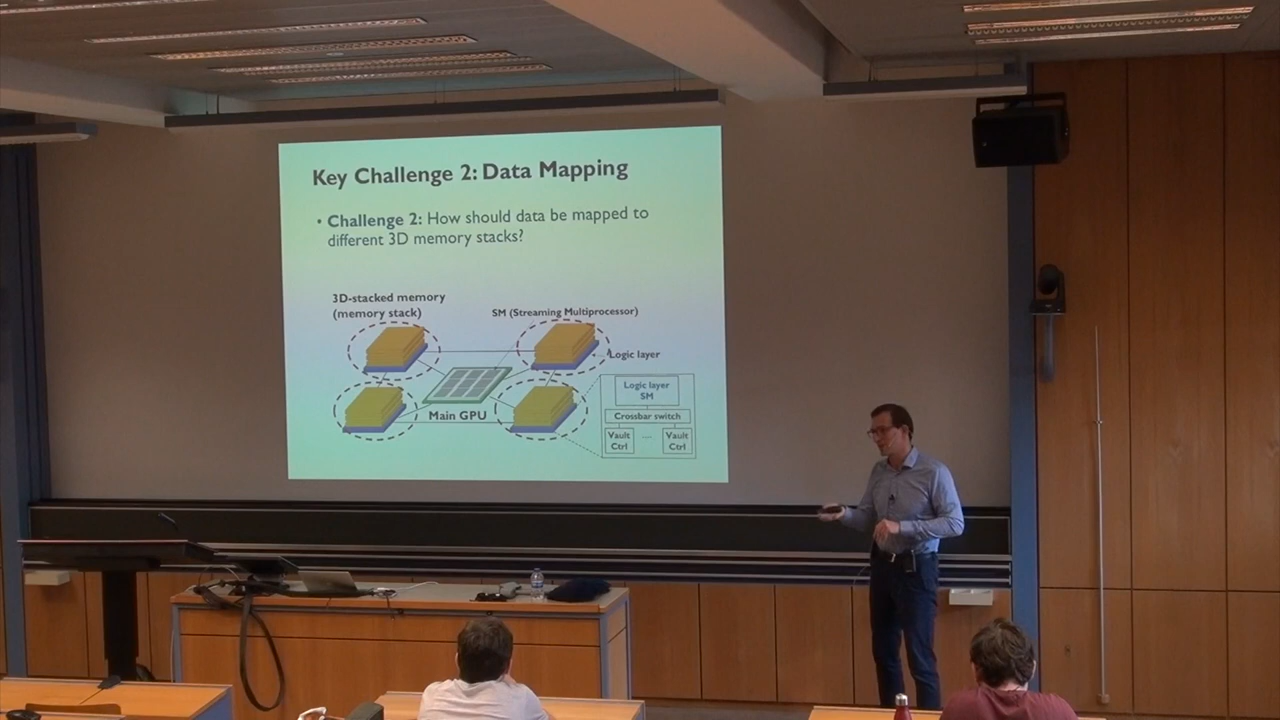 Key Challenge 2: Data Mapping
• Challenge 2: How should data be mapped to
different 3D memory stacks?
3D-stacked memory
(memory stack)
SM (Streaming Multiprocessor)
Logic layer
Main GPU
Logic layer
SM
Crossbar switch
Vault
Ctrl
....
Vault
Ctrl